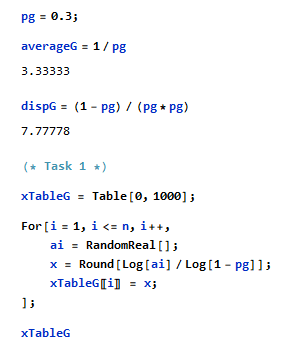 pg = 0.3;
averageG = 1 / pg
3.33333
dispG = (1 - pg) / (pg * pg)
7.77778
(* Task 1 *)
xTableG = Table[0, 1000];
For[i = 1, i <= n, i++,
ai = RandomReal[];
x = Round[Log[ai] / Log[1 - pg]];
xTableG〚i〛 = x;
];
xTableG